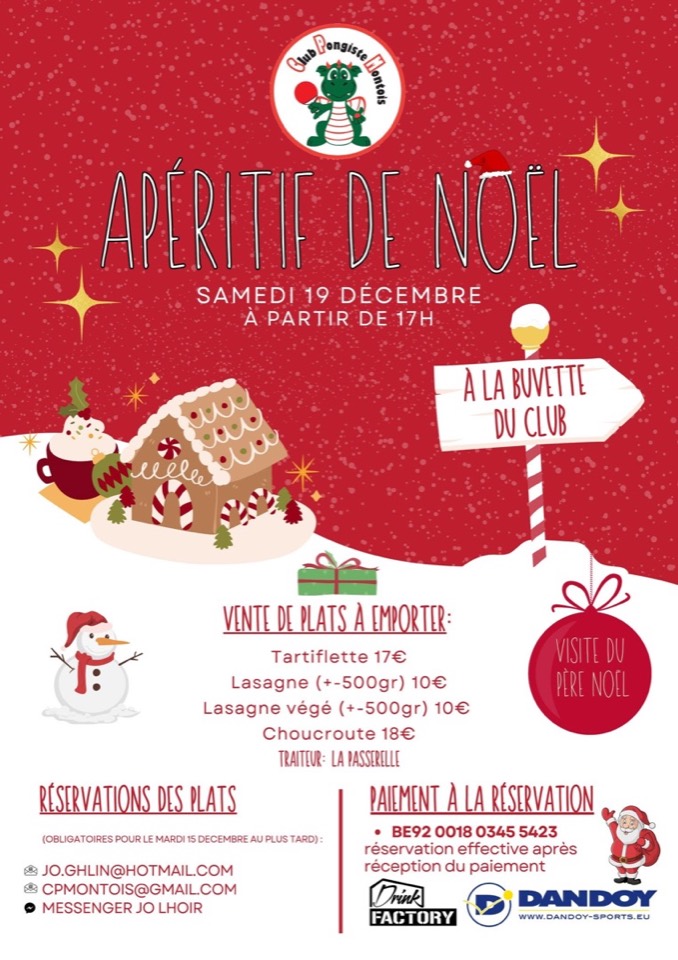 Club Pongiste Montois
APÉRITIF DE NOËL
SAMEDI 19 DÉCEMBRE
À PARTIR DE 17H
À LA BUVETTE
DU CLUB
VENTE DE PLATS À EMPORTER:
Tartiflette 17€
Lasagne (+-500gr) 10€
Lasagne végé (+-500gr) 10€
Choucroute 18€
TRAITEUR: LA PASSERELLE
VISITE DU
PÈRE NOËL
RÉSERVATIONS DES PLATS
(OBLIGATOIRES POUR LE MARDI 15 DECEMBRE AU PLUS TARD) :
JO.GHLIN@HOTMAIL.COM
CPMONTOIS@GMAIL.COM
MESSENGER JO LHOIR
PAIEMENT À LA RÉSERVATION
• BE92 0018 0345 5423
réservation effective après
réception du paiement
Drink
FACTORY
DANDOY
WWW.DANDOY-SPORTS.EU